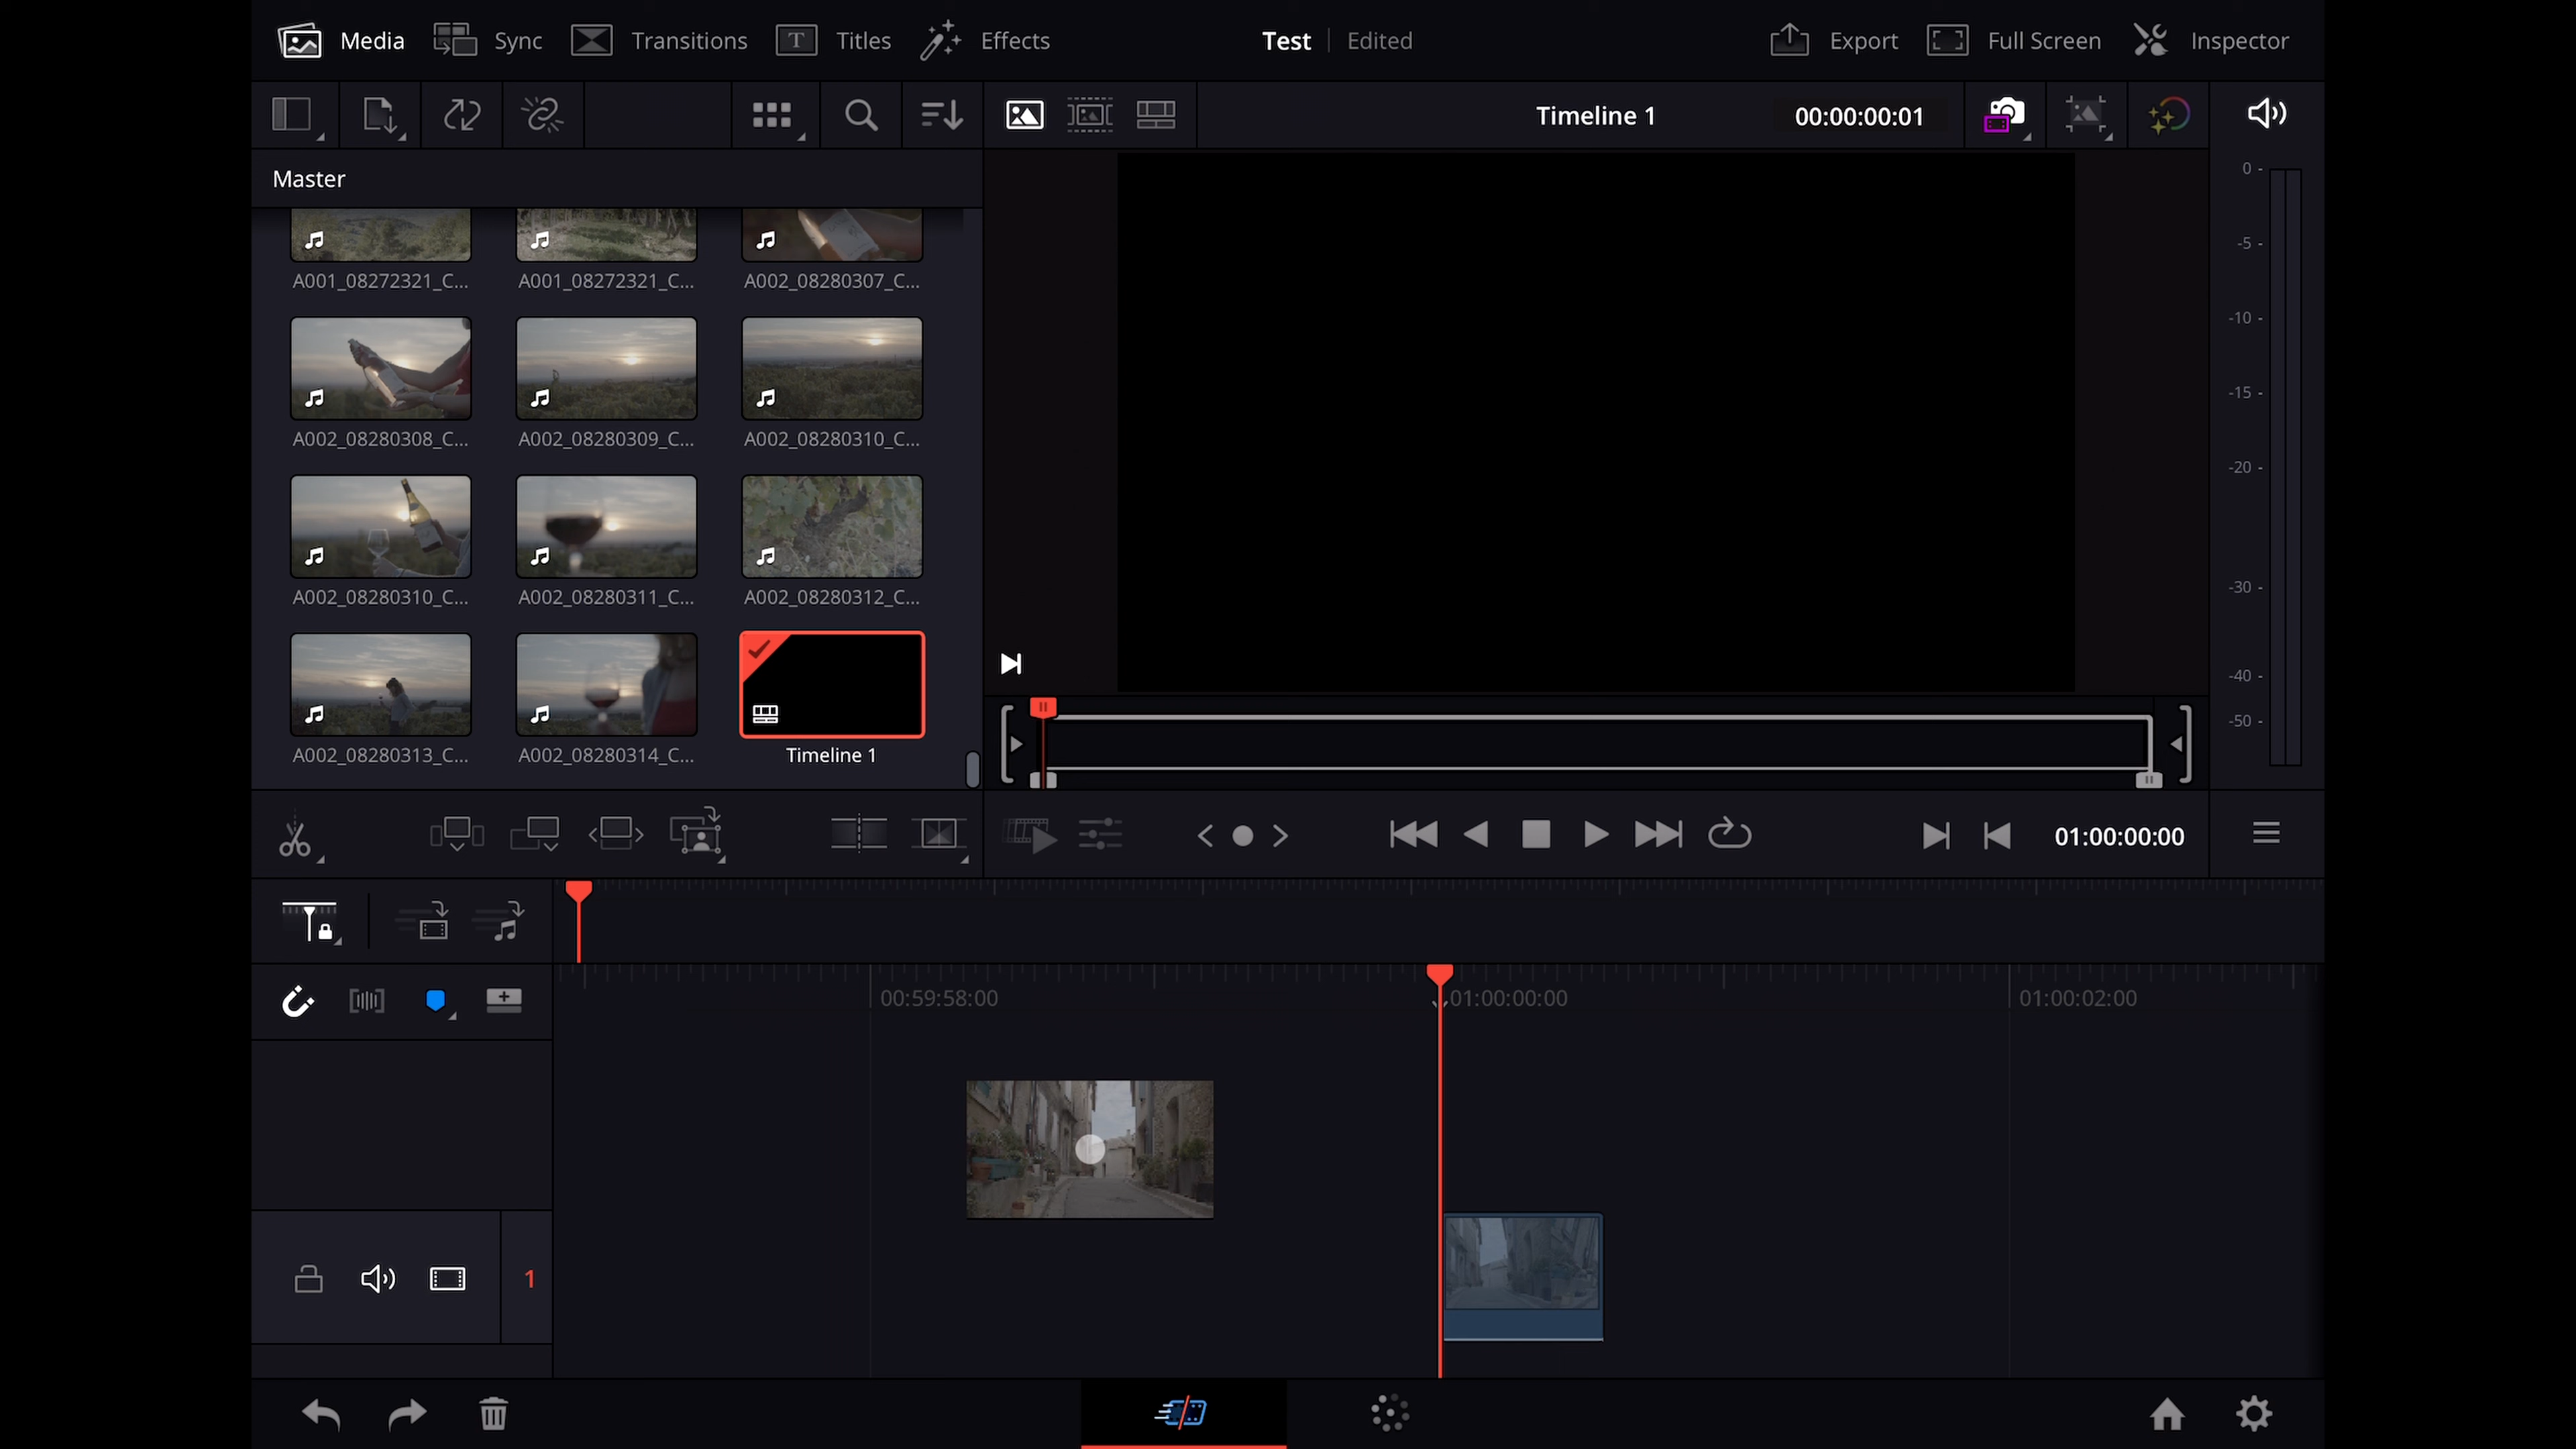 Media Sync Transitions T Titles Effects Test Edited Export Full Screen Inspector
Timeline 1 00:00:00:01
Master
A001_08272321_C... A001_08272321_C... A002_08280307_C...
A002_08280308_C... A002_08280309_C... A002_08280310_C...
A002_08280310_C... A002_08280311_C... A002_08280312_C...
A002_08280313_C... A002_08280314_C... Timeline 1
0 -
-5 -
-10 -
-15 -
-20 -
-30 -
-40 -
-50 -
01:00:00:00
00:59:58:00 01:00:00:00 01:00:02:00
1